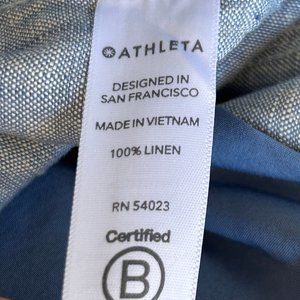 ATHLETA
DESIGNED IN
SAN FRANCISCO
MADE IN VIETNAM
100% LINEN
RN 54023
Certified
B